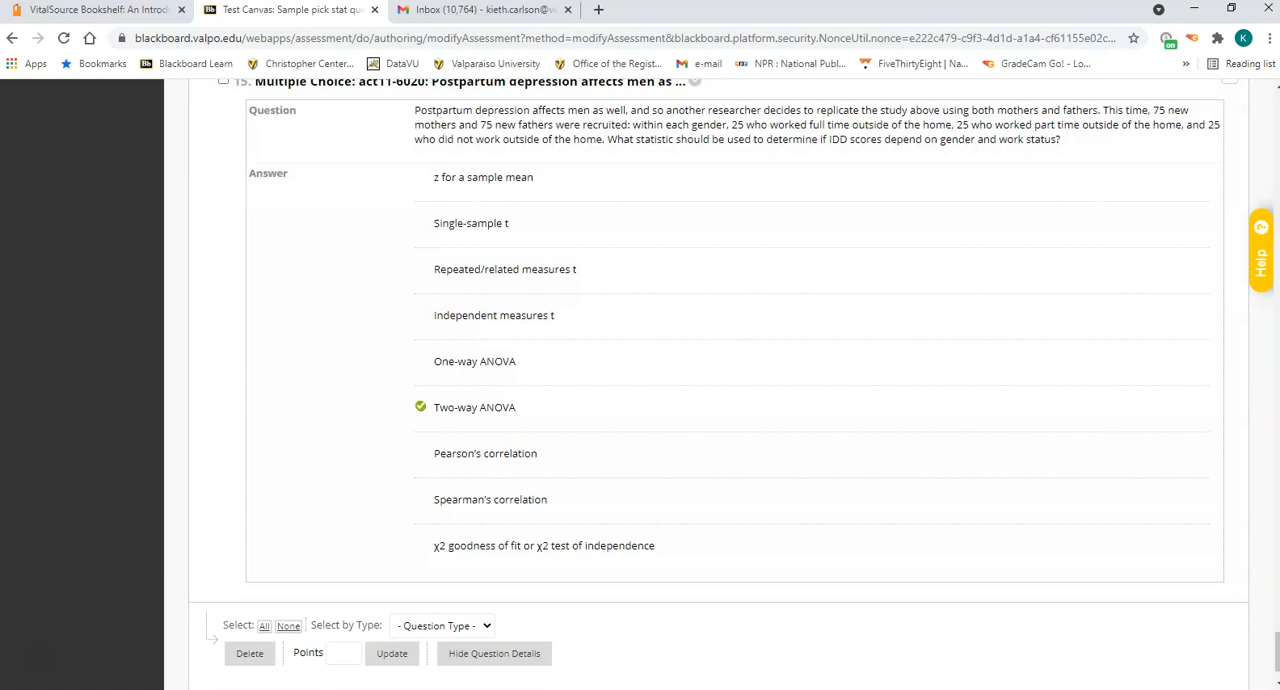 VitalSource Bookshelf: An Introd
Test Canvas: Sample pick stat qu
Inbox (10,764) - kieth.carlson@v
blackboard.valpo.edu/webapps/assessment/do/authoring/modifyAssessment?method=modifyAssessment&blackboard.platform.security.NonceUtil.nonce=e222c479-c9f3-4d1d-a1a4-cf61155e02c...
on
K
Apps Bookmarks Bb Blackboard Learn Christopher Center... DataVU Valparaiso University Office of the Regist... e-mail NPR : National Publ... FiveThirtyEight | Na... GradeCam Go! - Lo... » Reading list
15. Multiple Choice: act11-6020: Postpartum depression affects men as ...
Question
Postpartum depression affects men as well, and so another researcher decides to replicate the study above using both mothers and fathers. This time, 75 new
mothers and 75 new fathers were recruited: within each gender, 25 who worked full time outside of the home, 25 who worked part time outside of the home, and 25
who did not work outside of the home. What statistic should be used to determine if IDD scores depend on gender and work status?
Answer
z for a sample mean
Single-sample t
Repeated/related measures t
Independent measures t
One-way ANOVA
Two-way ANOVA
Pearson's correlation
Spearman's correlation
χ2 goodness of fit or χ2 test of independence
Help ?
Select: All None Select by Type: - Question Type -
Delete Points Update Hide Question Details